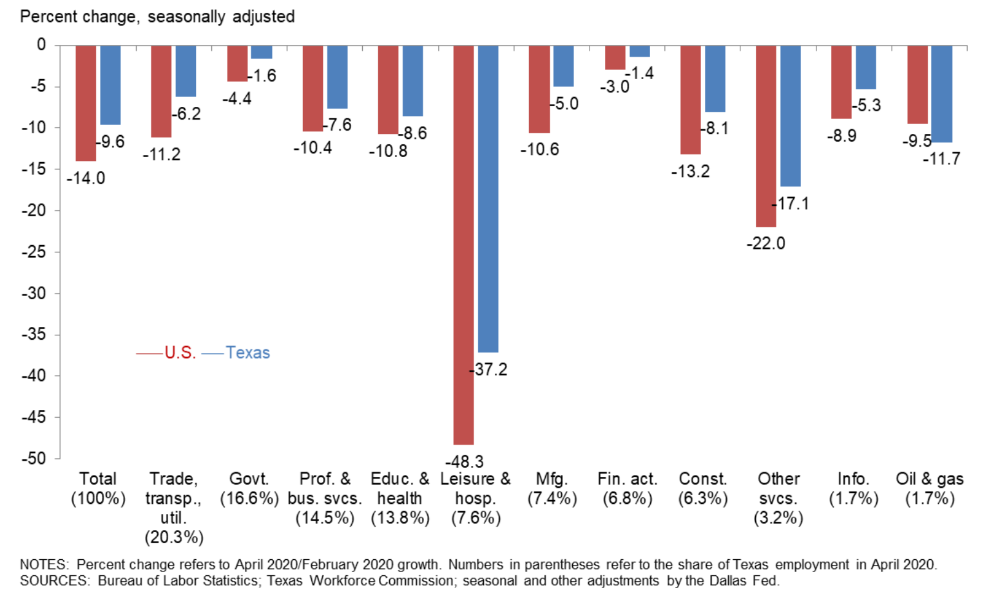 Percent change, seasonally adjusted
0
-5
-10
-15
-20
-25
-30
-35
-40
-45
-50
-14.0
-9.6
-11.2
-6.2
-4.4
-1.6
-10.4
-7.6
-10.8
-8.6
-48.3
-37.2
-10.6
-5.0
-3.0
-1.4
-13.2
-8.1
-22.0
-17.1
-8.9
-5.3
-9.5
-11.7
U.S.
Texas
Total
(100%)
Trade,
transp.,
util.
(20.3%)
Govt.
(16.6%)
Prof. &
bus. svcs.
(14.5%)
Educ. &
health
(13.8%)
Leisure &
hosp.
(7.6%)
Mfg.
(7.4%)
Fin. act.
(6.8%)
Const.
(6.3%)
Other
svcs.
(3.2%)
Info.
(1.7%)
Oil & gas
(1.7%)
NOTES: Percent change refers to April 2020/February 2020 growth. Numbers in parentheses refer to the share of Texas employment in April 2020.
SOURCES: Bureau of Labor Statistics; Texas Workforce Commission; seasonal and other adjustments by the Dallas Fed.